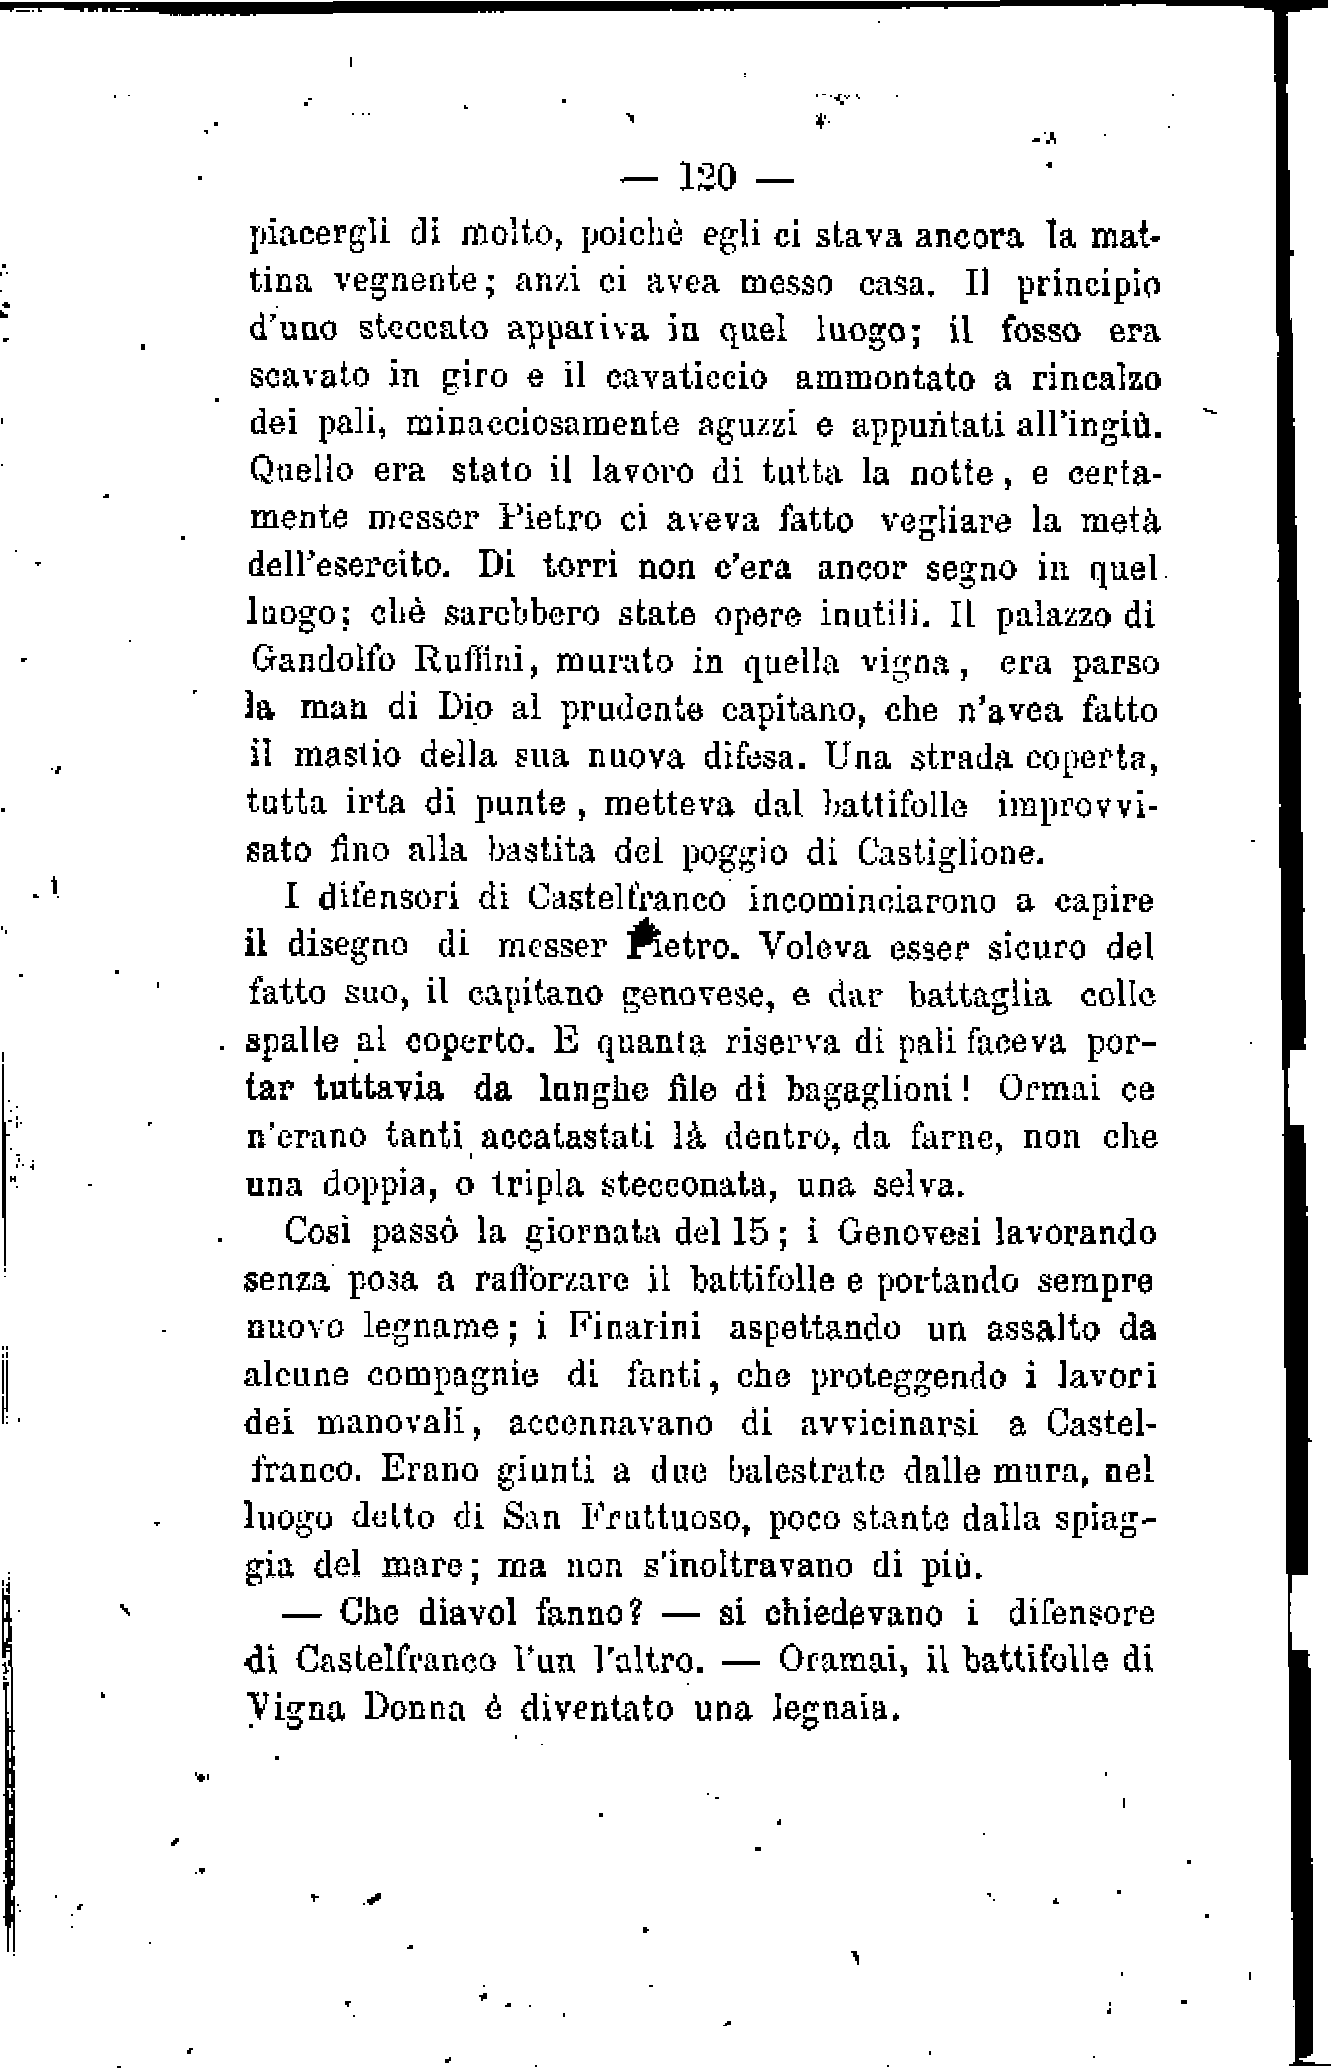 — 120 —
piacergli di molto, poichè egli ci stava ancora la mat-
tina vegnente; anzi ci avea messo casa. Il principio
d'uno steccato appariva in quel luogo; il fosso era
scavato in giro e il cavaticcio ammontato a rincalzo
dei pali, minacciosamente aguzzi e appuntati all'ingiù.
Quello era stato il lavoro di tutta la notte, e certa-
mente messer Pietro ci aveva fatto vegliare la metà
dell'esercito. Di torri non c'era ancor segno in quel
luogo; chè sarebbero state opere inutili. Il palazzo di
Gandolfo Ruffini, murato in quella vigna, era parso
la man di Dio al prudente capitano, che n'avea fatto
il mastio della sua nuova difesa. Una strada coperta,
tutta irta di punte, metteva dal battifolle improvvi-
sato fino alla bastita del poggio di Castiglione.
I difensori di Castelfranco incominciarono a capire
il disegno di messer Pietro. Voleva esser sicuro del
fatto suo, il capitano genovese, e dar battaglia colle
spalle al coperto. E quanta riserva di pali faceva por-
tar tuttavia da lunghe file di bagaglioni! Ormai ce
n'erano tanti accatastati là dentro, da farne, non che
una doppia, o tripla stecconata, una selva.
Così passò la giornata del 15; i Genovesi lavorando
senza posa a rafforzare il battifolle e portando sempre
nuovo legname; i Finarini aspettando un assalto da
alcune compagnie di fanti, che proteggendo i lavori
dei manovali, accennavano di avvicinarsi a Castel-
franco. Erano giunti a due balestrate dalle mura, nel
luogo detto di San Fruttuoso, poco stante dalla spiag-
gia del mare; ma non s'inoltravano di più.
— Che diavol fanno? — si chiedevano i difensore
di Castelfranco l'un l'altro. — Oramai, il battifolle di
Vigna Donna è diventato una legnaia.